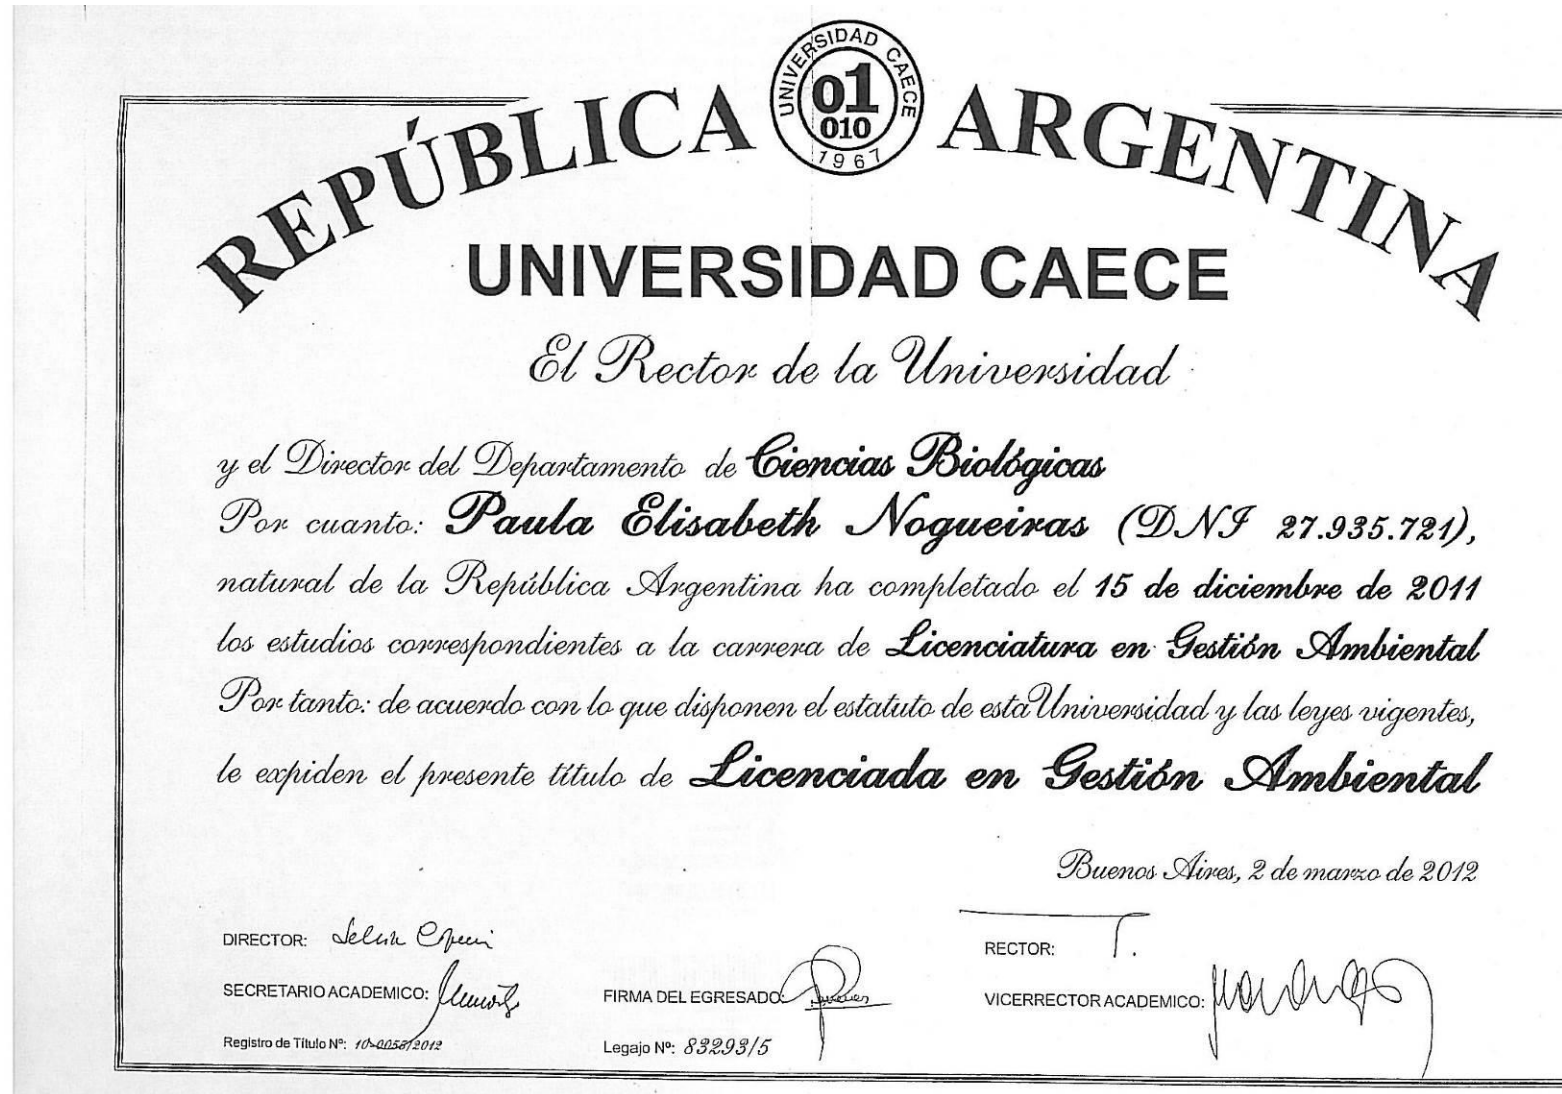 REPÚBLICA ARGENTINA
UNIVERSIDAD CAECE
01
010
1967
UNIVERSIDAD CAECE
El Rector de la Universidad
y el Director del Departamento de Ciencias Biológicas
Por cuanto: Paula Elisabeth Nogueiras (DNI 27.935.721),
natural de la República Argentina ha completado el 15 de diciembre de 2011
los estudios correspondientes a la carrera de Licenciatura en Gestión Ambiental
Por tanto: de acuerdo con lo que disponen el estatuto de esta Universidad y las leyes vigentes,
le expiden el presente título de Licenciada en Gestión Ambiental
Buenos Aires, 2 de marzo de 2012
DIRECTOR:
RECTOR:
SECRETARIO ACADEMICO:
FIRMA DEL EGRESADO:
VICERRECTOR ACADEMICO:
Registro de Título Nº: 10-0058/2012
Legajo Nº: 83293/5